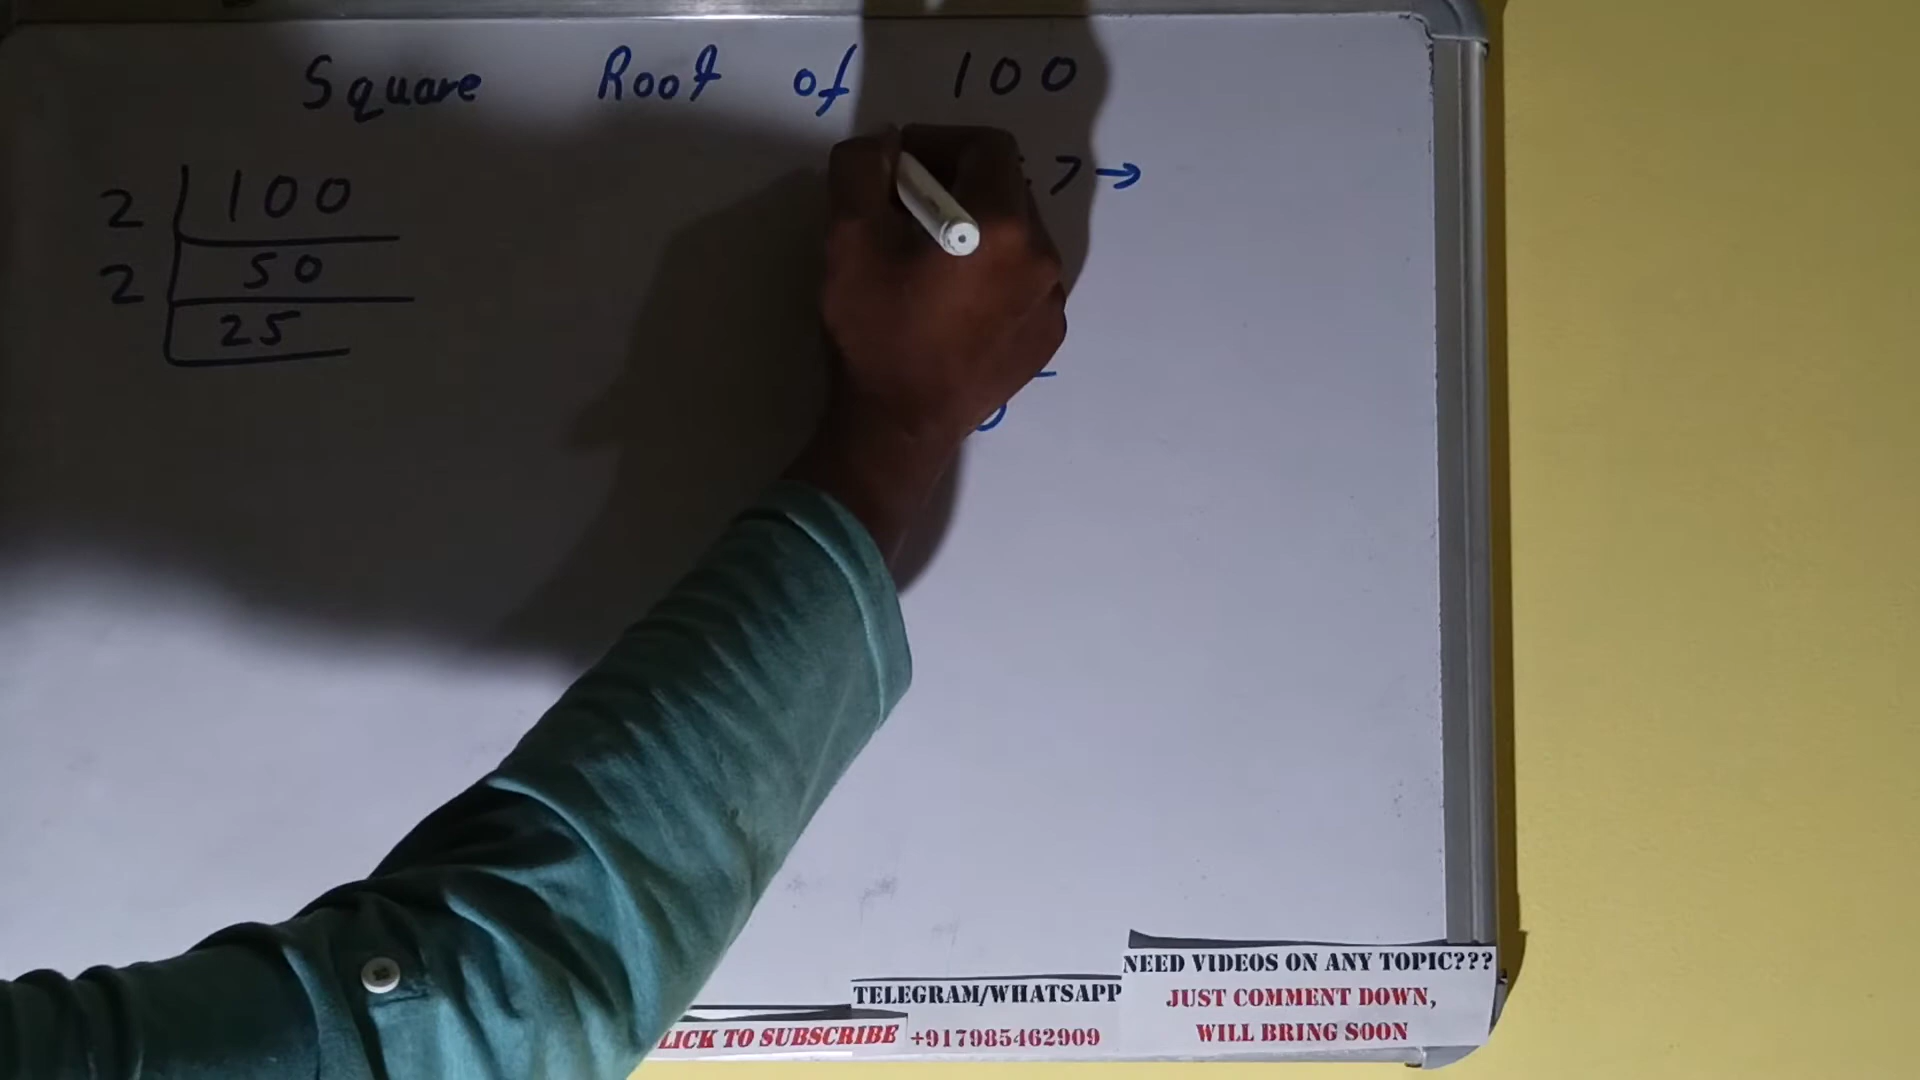 Square Root of 100
2 100
2 50
25
7 →
NEED VIDEOS ON ANY TOPIC???
JUST COMMENT DOWN,
WILL BRING SOON
TELEGRAM/WHATSAPP
+917985462909
LICK TO SUBSCRIBE